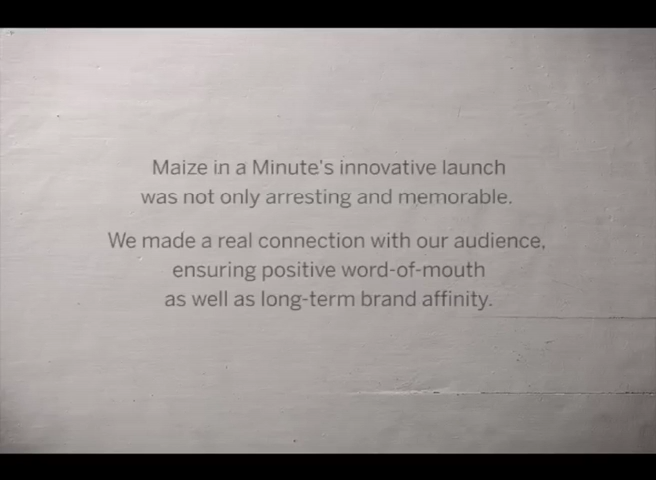 Maize in a Minute's innovative launch
was not only arresting and memorable.
We made a real connection with our audience,
ensuring positive word-of-mouth
as well as long-term brand affinity.